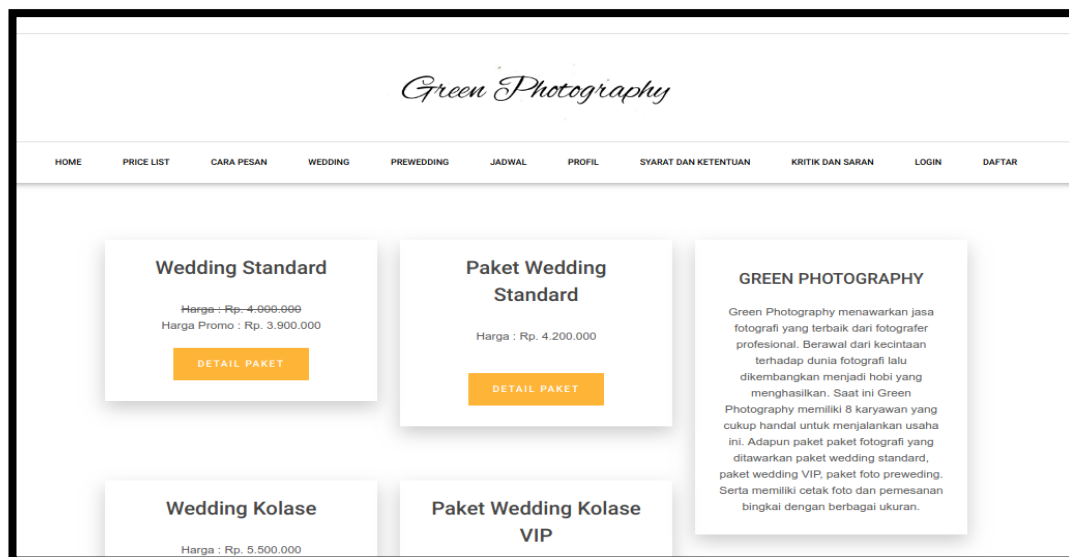 Green Photography
HOME PRICE LIST CARA PESAN WEDDING PREWEDDING JADWAL PROFIL SYARAT DAN KETENTUAN KRITIK DAN SARAN LOGIN DAFTAR
Wedding Standard
Harga : Rp. 4.000.000
Harga Promo : Rp. 3.900.000
DETAIL PAKET
Paket Wedding
Standard
Harga : Rp. 4.200.000
DETAIL PAKET
GREEN PHOTOGRAPHY
Green Photography menawarkan jasa
fotografi yang terbaik dari fotografer
profesional. Berawal dari kecintaan
terhadap dunia fotografi lalu
dikembangkan menjadi hobi yang
menghasilkan. Saat ini Green
Photography memiliki 8 karyawan yang
cukup handal untuk menjalankan usaha
ini. Adapun paket paket fotografi yang
ditawarkan paket wedding standard,
paket wedding VIP, paket foto preweding.
Serta memiliki cetak foto dan pemesanan
bingkai dengan berbagai ukuran.
Wedding Kolase
Harga : Rp. 5.500.000
Paket Wedding Kolase
VIP